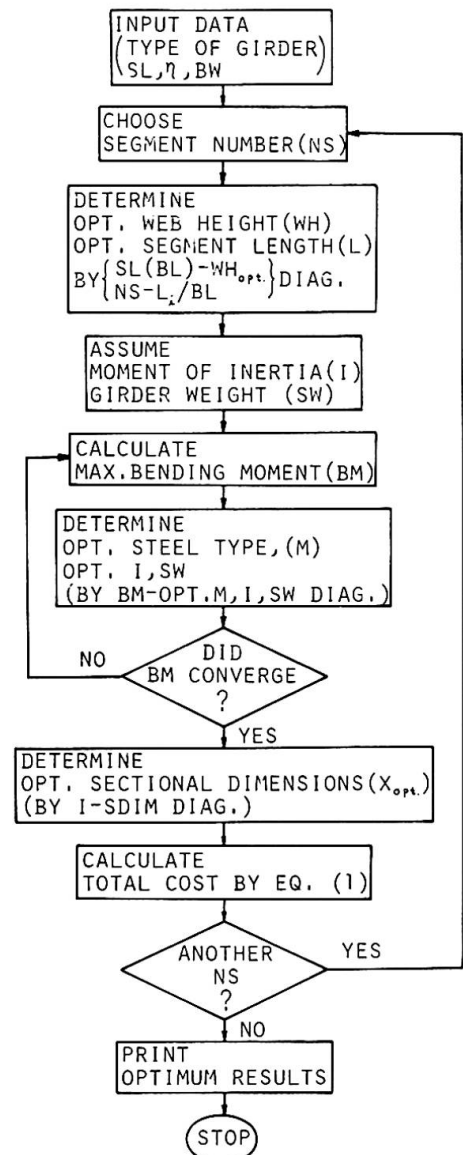 INPUT DATA
(TYPE OF GIRDER)
SL, η, BW
CHOOSE
SEGMENT NUMBER(NS)
DETERMINE
OPT. WEB HEIGHT(WH)
OPT. SEGMENT LENGTH(L)
BY{SL(BL)-WHopt.}DIAG.
NS-Li/BL
ASSUME
MOMENT OF INERTIA(I)
GIRDER WEIGHT (SW)
CALCULATE
MAX.BENDING MOMENT(BM)
DETERMINE
OPT. STEEL TYPE,(M)
OPT. I,SW
(BY BM-OPT.M,I,SW DIAG.)
NO
DID
BM CONVERGE
?
YES
DETERMINE
OPT. SECTIONAL DIMENSIONS(Xopt.)
(BY I-SDIM DIAG.)
CALCULATE
TOTAL COST BY EQ. (1)
ANOTHER
NS
?
YES
NO
PRINT
OPTIMUM RESULTS
STOP